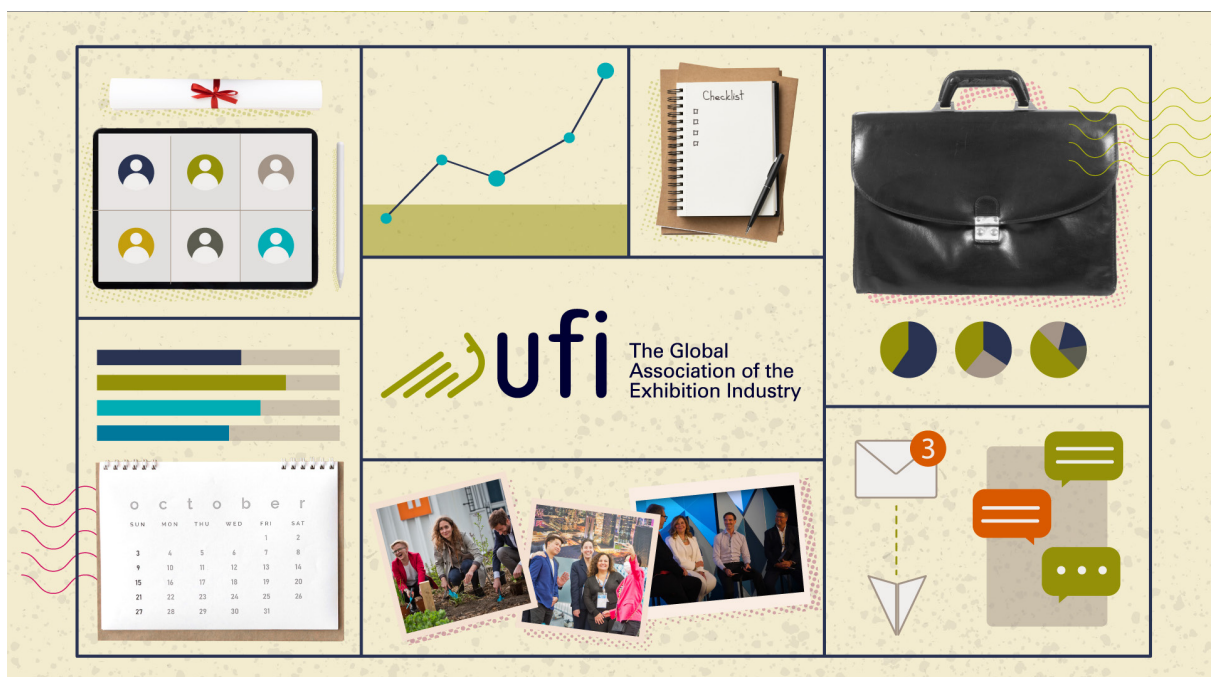 Checklist
ufi
The Global
Association of the
Exhibition Industry
3
october
SUN MON THU WED FRI SAT
1 2
3 4 5 6 7 8
9 10 11 12 13 14
15 16 17 18 19 20
21 22 23 24 25 26
27 28 29 30 31